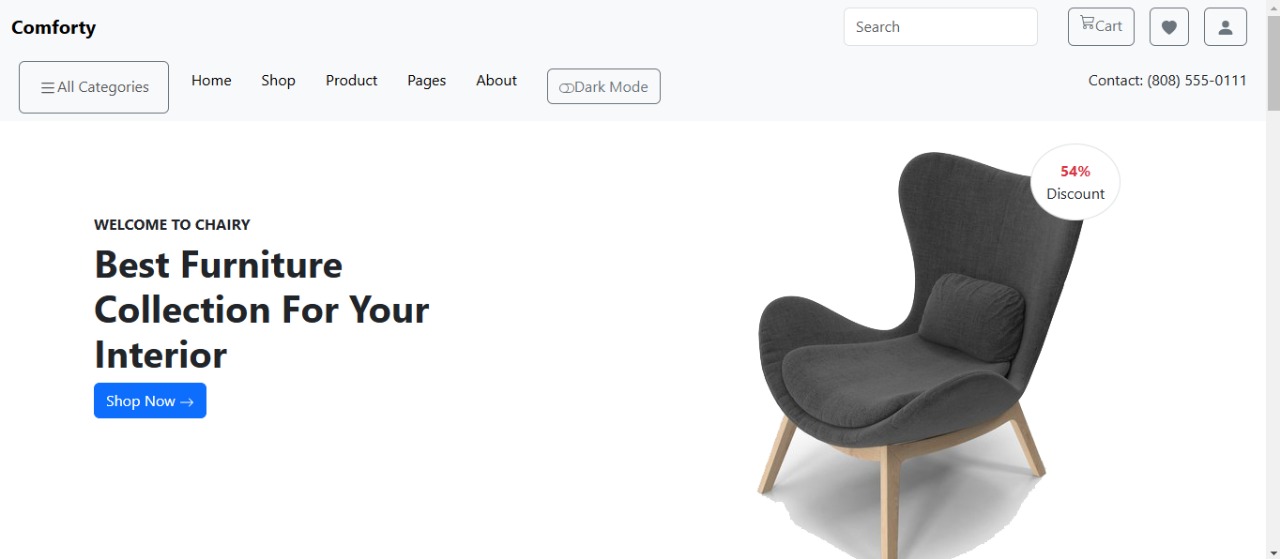 Comforty
Search
Cart
All Categories
Home
Shop
Product
Pages
About
Dark Mode
Contact: (808) 555-0111
54%
Discount
WELCOME TO CHAIRY
Best Furniture
Collection For Your
Interior
Shop Now →